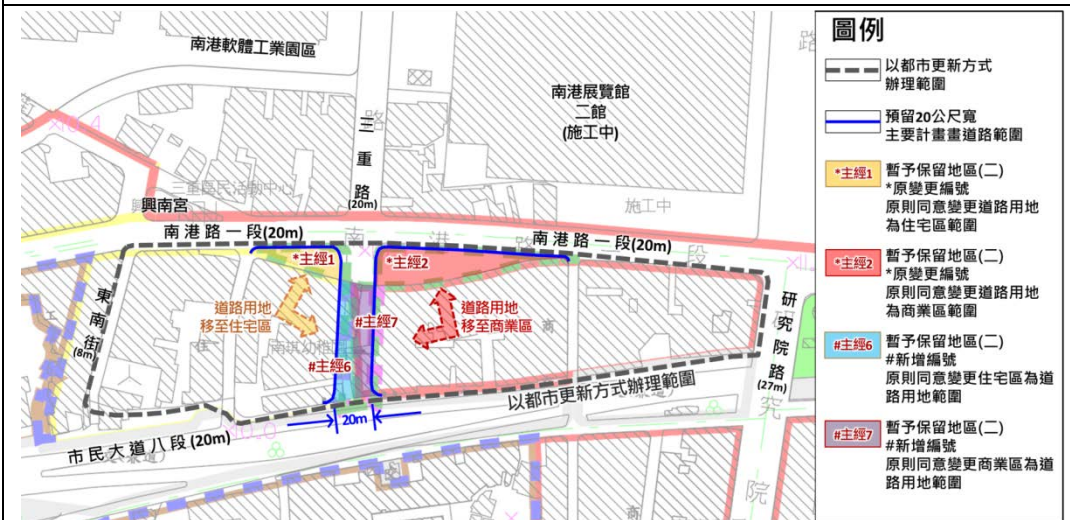 南港軟體工業園區
南港展覽館
二館
(施工中)
三重路
(20m)
三重區民活動中心
興南宮
施工中
南港路一段(20m)
南港路一段(20m)
南港路段
*主經1
*主經2
道路用地
移至住宅區
道路用地
移至商業區
#主經7
#主經6
南港幼稚園
住
商
商
東南街
(8m)
研究院路
(27m)
研究院
以都市更新方式辦理範圍
20m
市民大道八段(20m)
圖例
以都市更新方式
辦理範圍
預留20公尺寬
主要計畫畫道路範圍
*主經1
暫予保留地區(二)
*原變更編號
原則同意變更道路用地
為住宅區範圍
*主經2
暫予保留地區(二)
*原變更編號
原則同意變更道路用地
為商業區範圍
#主經6
暫予保留地區(二)
#新增編號
原則同意變更住宅區為道
路用地範圍
#主經7
暫予保留地區(二)
#新增編號
原則同意變更商業區為道
路用地範圍